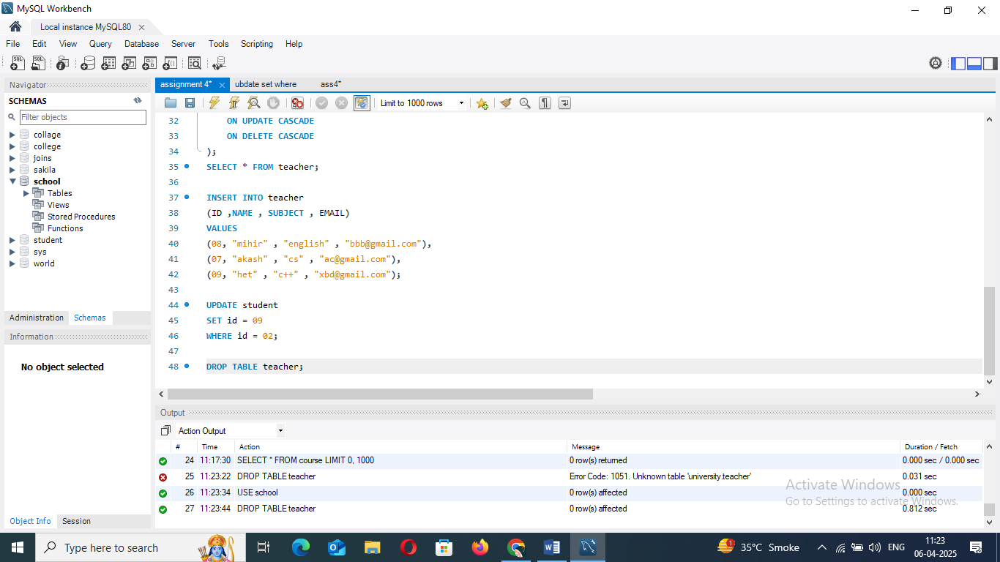 MySQL Workbench
Local instance MySQL80
File Edit View Query Database Server Tools Scripting Help
Navigator
SCHEMAS
Filter objects
collage
college
joins
sakila
school
Tables
Views
Stored Procedures
Functions
student
sys
world
Administration Schemas
Information
No object selected
Object Info Session
assignment 4* ubdate set where ass4*
Limit to 1000 rows
32 ON UPDATE CASCADE
33 ON DELETE CASCADE
34 );
35 SELECT * FROM teacher;
36
37 INSERT INTO teacher
38 (ID ,NAME , SUBJECT , EMAIL)
39 VALUES
40 (08, "mihir" , "english" , "bbb@gmail.com"),
41 (07, "akash" , "cs" , "ac@gmail.com"),
42 (09, "het" , "c++" , "xbd@gmail.com");
43
44 UPDATE student
45 SET id = 09
46 WHERE id = 02;
47
48 DROP TABLE teacher;
Output
Action Output
# Time Action Message Duration / Fetch
24 11:17:30 SELECT * FROM course LIMIT 0, 1000 0 row(s) returned 0.000 sec / 0.000 sec
25 11:23:22 DROP TABLE teacher Error Code: 1051. Unknown table 'university.teacher' 0.031 sec
26 11:23:34 USE school 0 row(s) affected 0.000 sec
27 11:23:44 DROP TABLE teacher 0 row(s) affected 0.812 sec
Activate Windows
Go to Settings to activate Windows.
Type here to search
35°C Smoke
ENG
11:23
06-04-2025